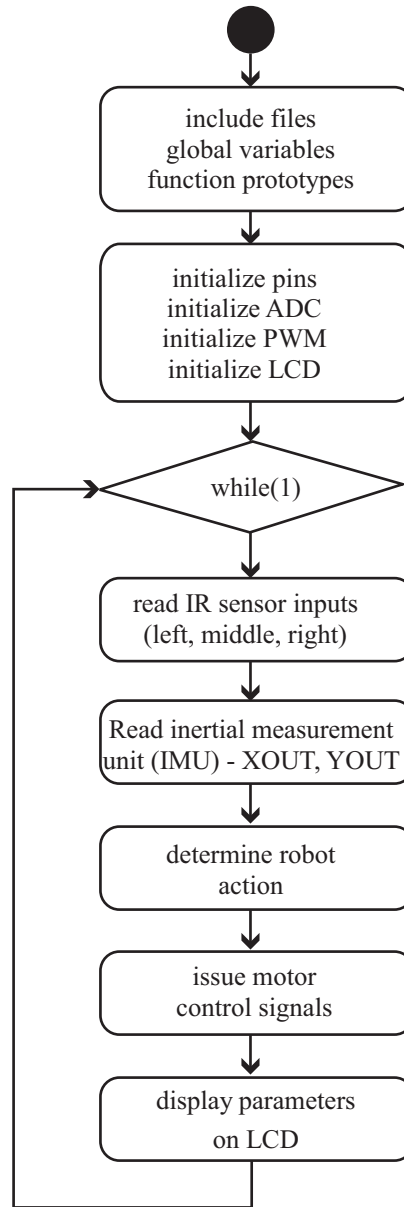 include files
global variables
function prototypes
initialize pins
initialize ADC
initialize PWM
initialize LCD
while(1)
read IR sensor inputs
(left, middle, right)
Read inertial measurement
unit (IMU) - XOUT, YOUT
determine robot
action
issue motor
control signals
display parameters
on LCD